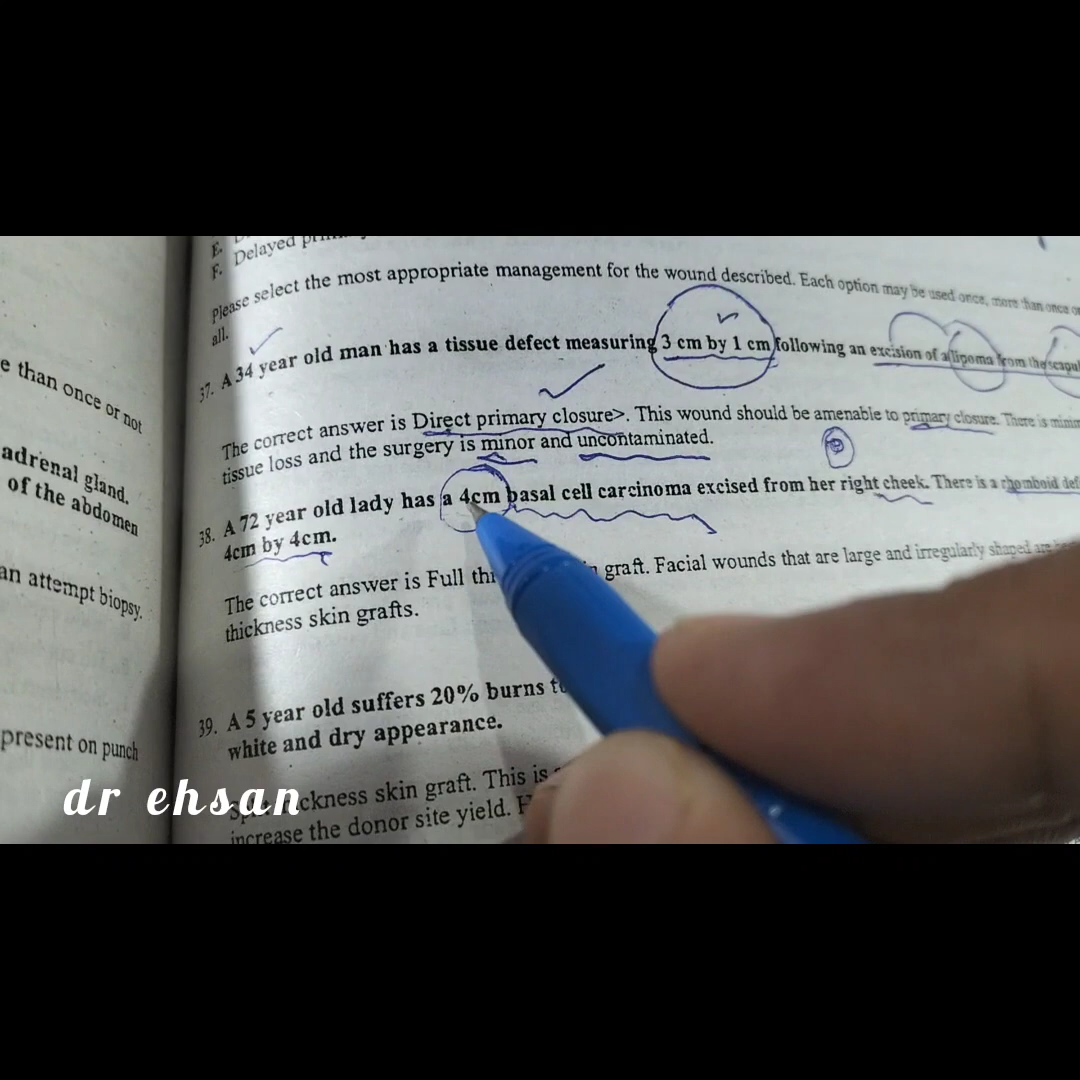 e than once or not
adrenal gland.
of the abdomen
an attempt biopsy.
present on punch
E.
F. Delayed
Please select the most appropriate management for the wound described. Each option may be used once, more than once
all.
37. A 34 year old man has a tissue defect measuring 3 cm by 1 cm following an excision of a lipoma from the scapul
The correct answer is Direct primary closure>. This wound should be amenable to primary closure. There is minim
tissue loss and the surgery is minor and uncontaminated.
38. A 72 year old lady has a 4cm basal cell carcinoma excised from her right cheek. There is a rhomboid def
4cm by 4cm.
The correct answer is Full graft. Facial wounds that are large and irregularly shaped are
thickness skin grafts.
39. A 5 year old suffers 20% burns
white and dry appearance.
skin graft. This is
increase the donor site yield.
dr ehsan